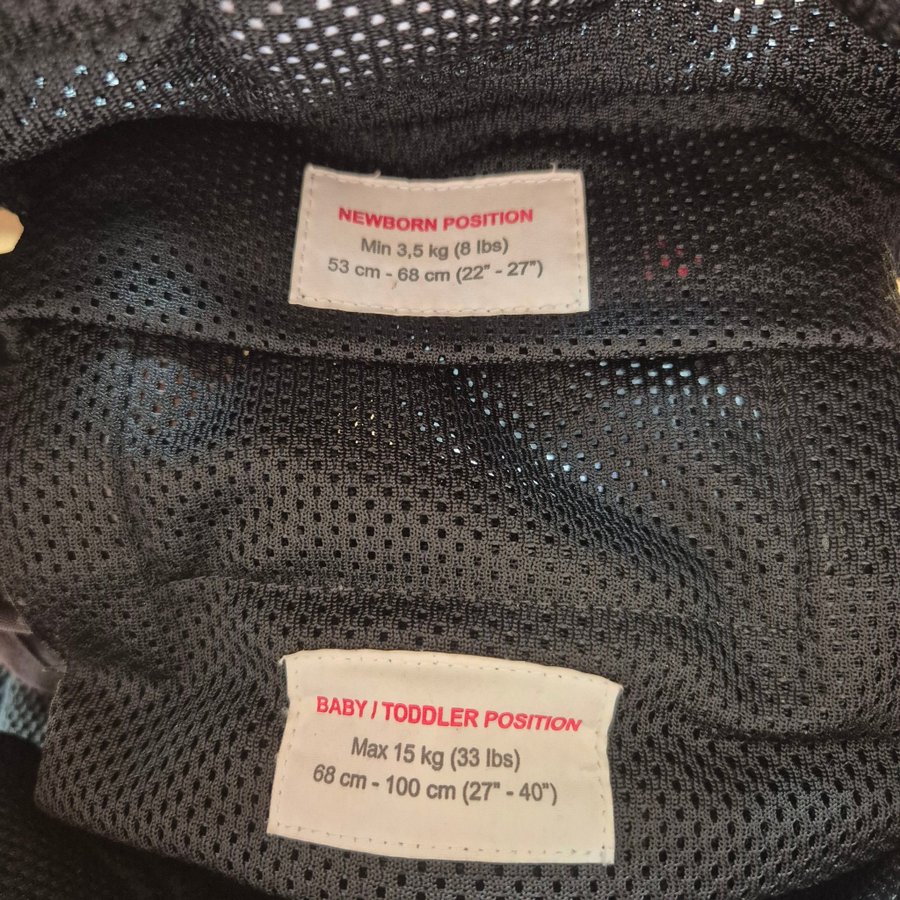 NEWBORN POSITION
Min 3,5 kg (8 lbs)
53 cm - 68 cm (22" - 27")
BABY / TODDLER POSITION
Max 15 kg (33 lbs)
68 cm - 100 cm (27" - 40")